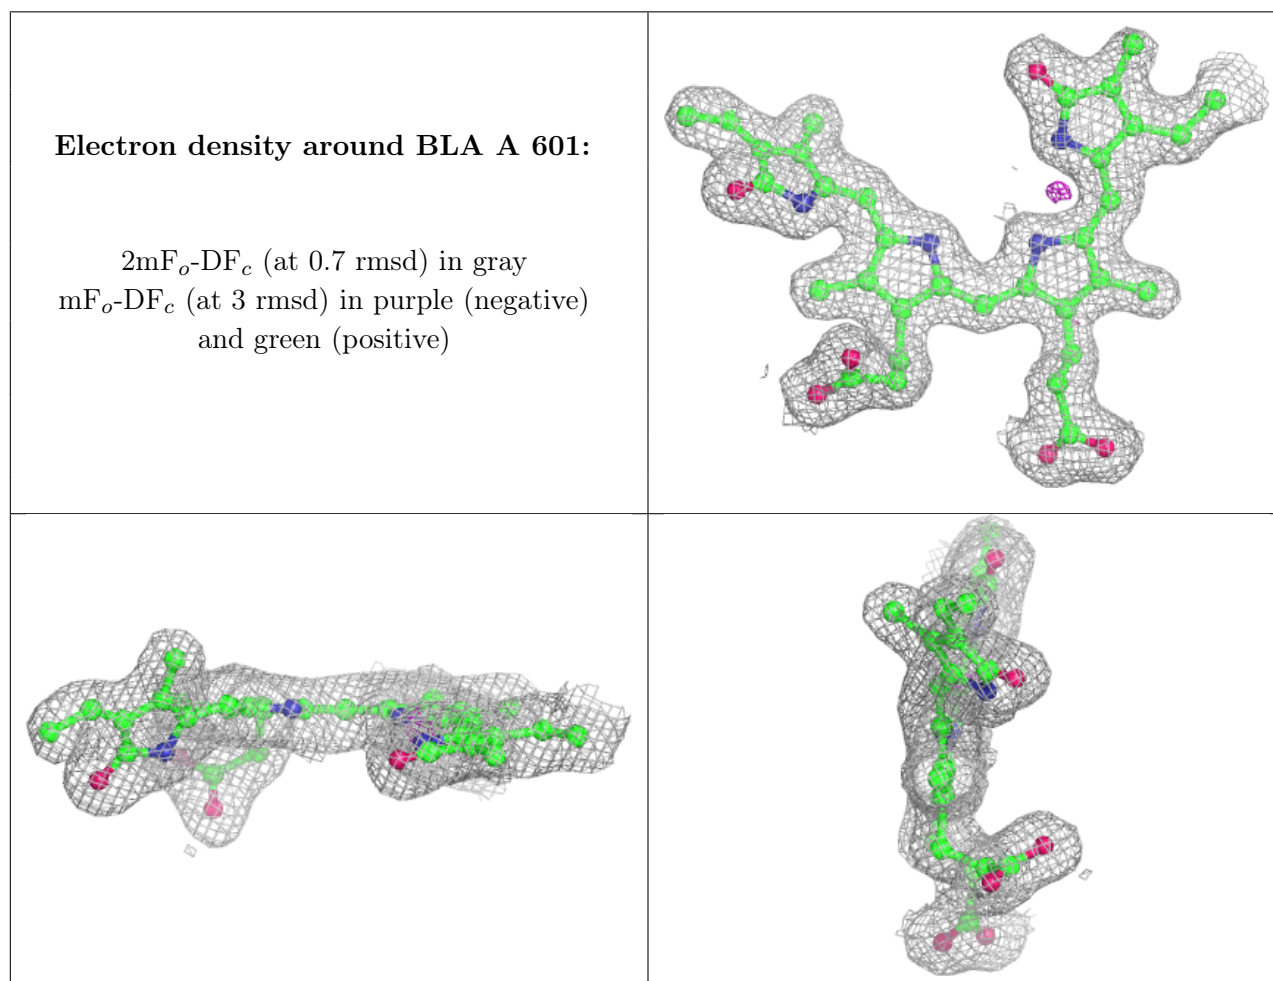 Electron density around BLA A 601:
2mFo-DFc (at 0.7 rmsd) in gray
mFo-DFc (at 3 rmsd) in purple (negative)
and green (positive)